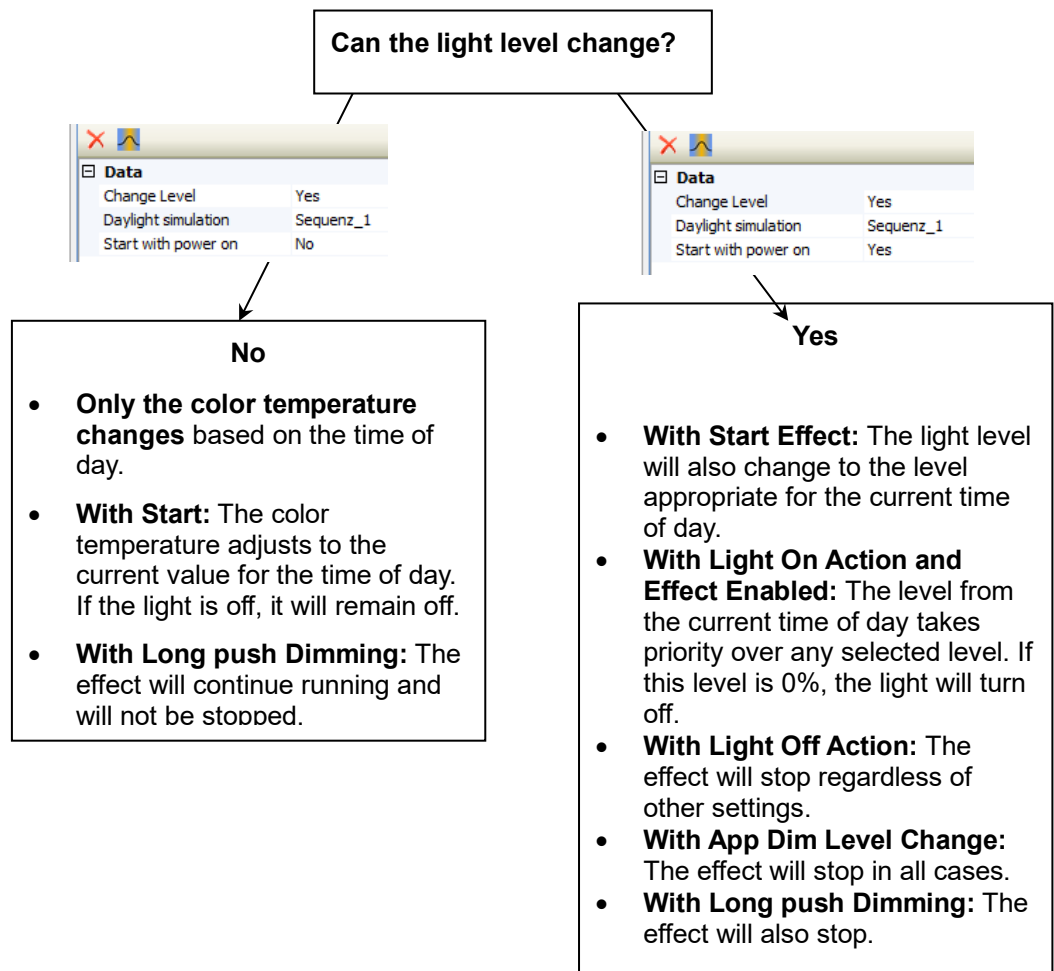 Can the light level change?
Data
Change Level Yes
Daylight simulation Sequenz_1
Start with power on No
Data
Change Level Yes
Daylight simulation Sequenz_1
Start with power on Yes
No
• Only the color temperature
changes based on the time of
day.
• With Start: The color
temperature adjusts to the
current value for the time of day.
If the light is off, it will remain off.
• With Long push Dimming: The
effect will continue running and
will not be stopped.
Yes
• With Start Effect: The light level
will also change to the level
appropriate for the current time
of day.
• With Light On Action and
Effect Enabled: The level from
the current time of day takes
priority over any selected level. If
this level is 0%, the light will turn
off.
• With Light Off Action: The
effect will stop regardless of
other settings.
• With App Dim Level Change:
The effect will stop in all cases.
• With Long push Dimming: The
effect will also stop.